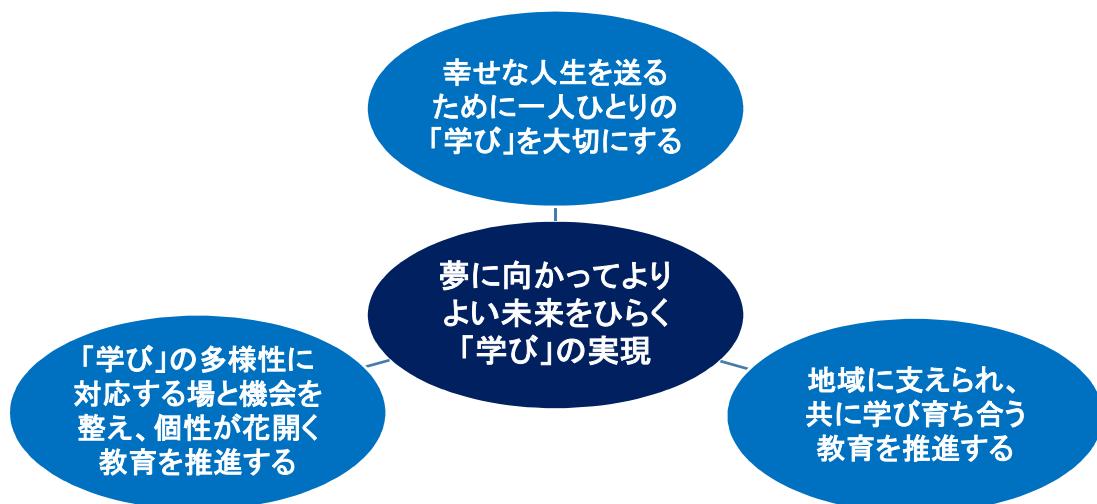 幸せな人生を送る
ために一人ひとりの
「学び」を大切にする
夢に向かってより
よい未来をひらく
「学び」の実現
「学び」の多様性に
対応する場と機会を
整え、個性が花開く
教育を推進する
地域に支えられ、
共に学び育ち合う
教育を推進する